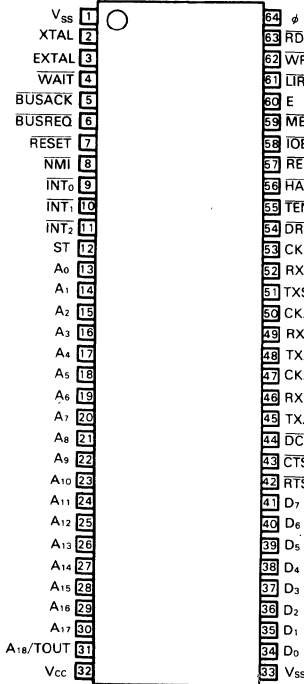 Vss 1 64 ϕ
XTAL 2 63 RD
EXTAL 3 62 WR
WAIT 4 61 LIR
BUSACK 5 60 E
BUSREQ 6 59 ME
RESET 7 58 IOE
NMI 8 57 RE
INT0 9 56 HA
INT1 10 55 TEN
INT2 11 54 DR
ST 12 53 CK
A0 13 52 RX
A1 14 51 TXS
A2 15 50 CK
A3 16 49 RX
A4 17 48 TX
A5 18 47 CK
A6 19 46 RX
A7 20 45 TX
A8 21 44 DC
A9 22 43 CTS
A10 23 42 RTS
A11 24 41 D7
A12 25 40 D6
A13 26 39 D5
A14 27 38 D4
A15 28 37 D3
A16 29 36 D2
A17 30 35 D1
A18/TOUT 31 34 D0
Vcc 32 33 Vss